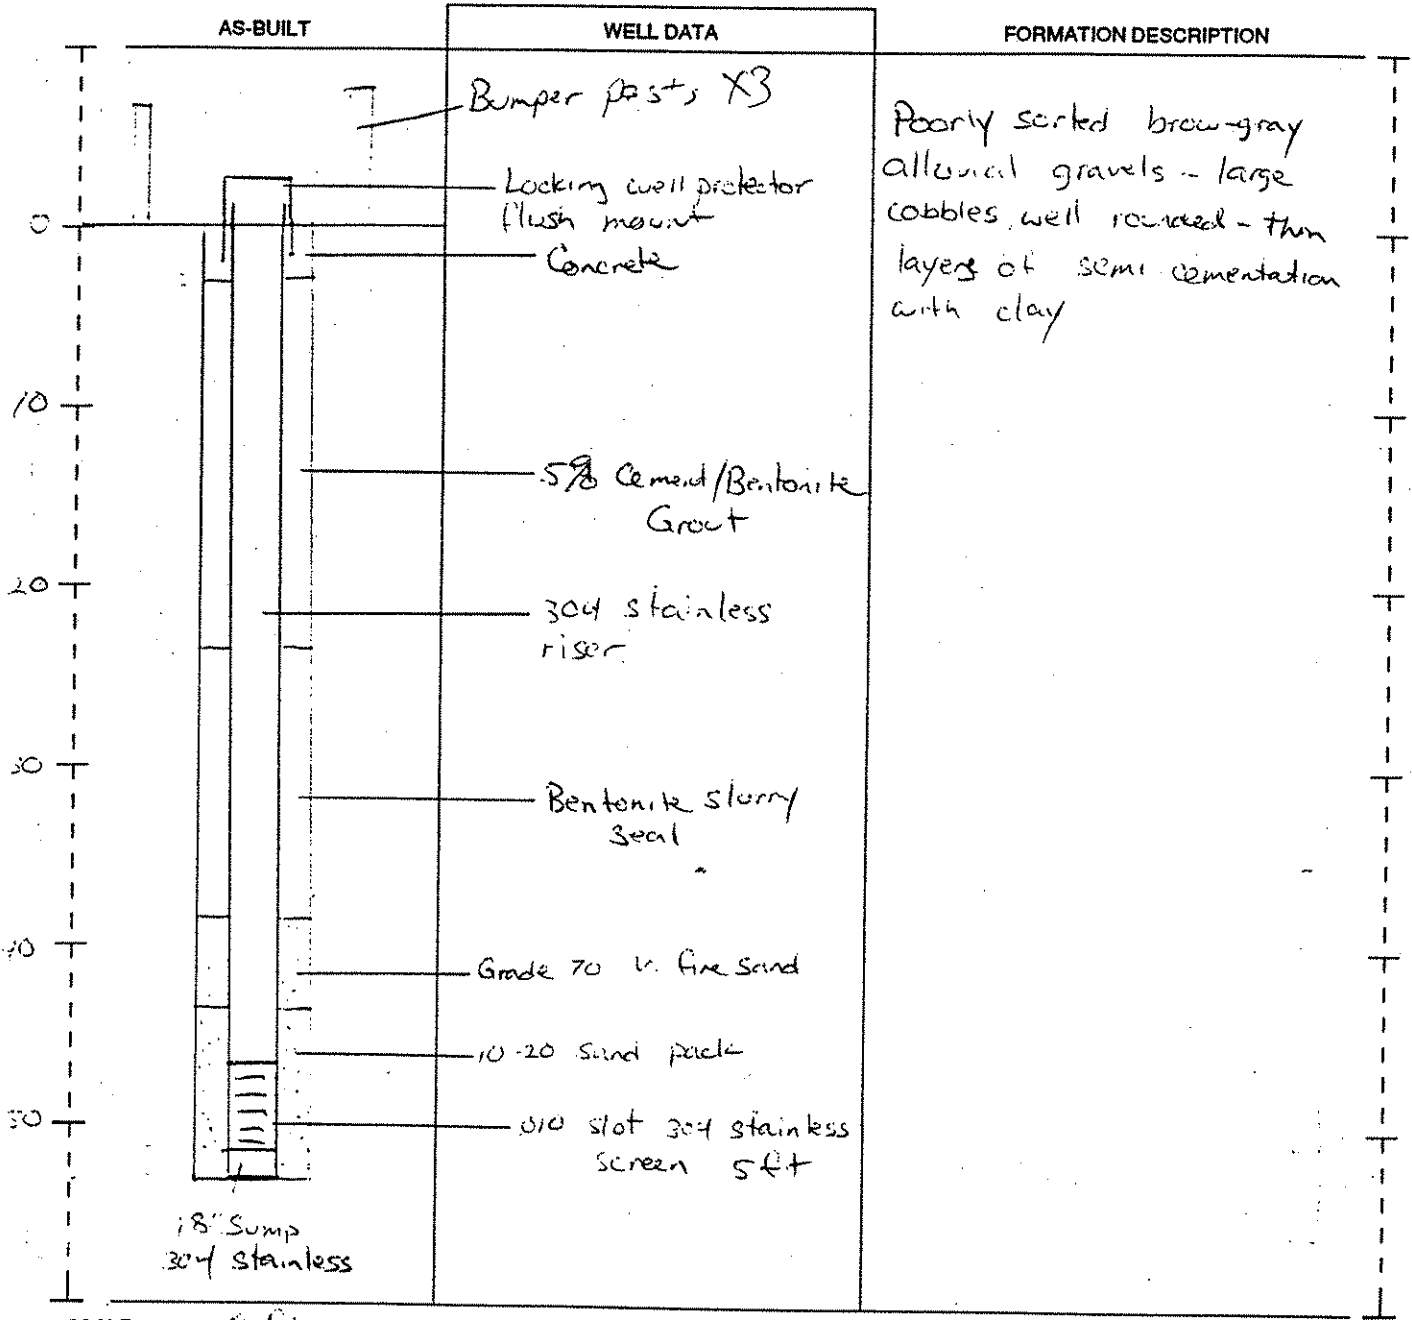 AS-BUILT
WELL DATA
FORMATION DESCRIPTION
Bumper posts X3
Locking well protector
flush mount
Concrete
5% Cement/Bentonite
Grout
304 stainless
riser
Bentonite slurry
Seal
Grade 70 v. fine sand
10-20 sand pack
.010 slot 304 stainless
screen 5ft
18" Sump
304 stainless
Poorly sorted brow-gray
alluvial gravels - large
cobbles, well rounded - thin
layers of semi cementation
with clay
0
10
20
30
40
50